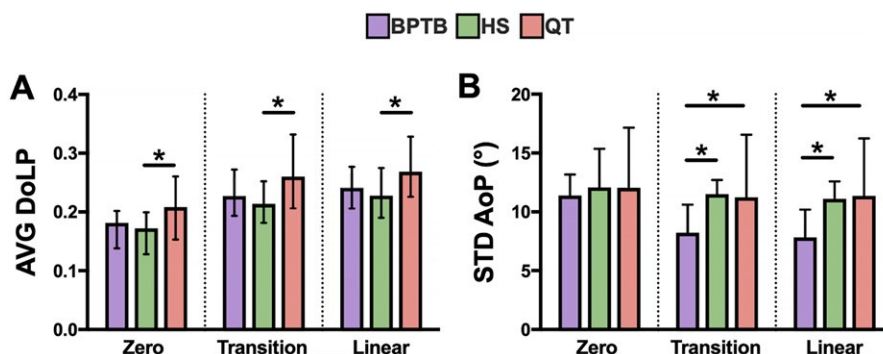 BPTB HS QT
A
AVG DoLP
0.4
0.3
0.2
0.1
0.0
* * *
Zero Transition Linear
B
STD AoP (°)
20
15
10
5
0
* *
* *
Zero Transition Linear